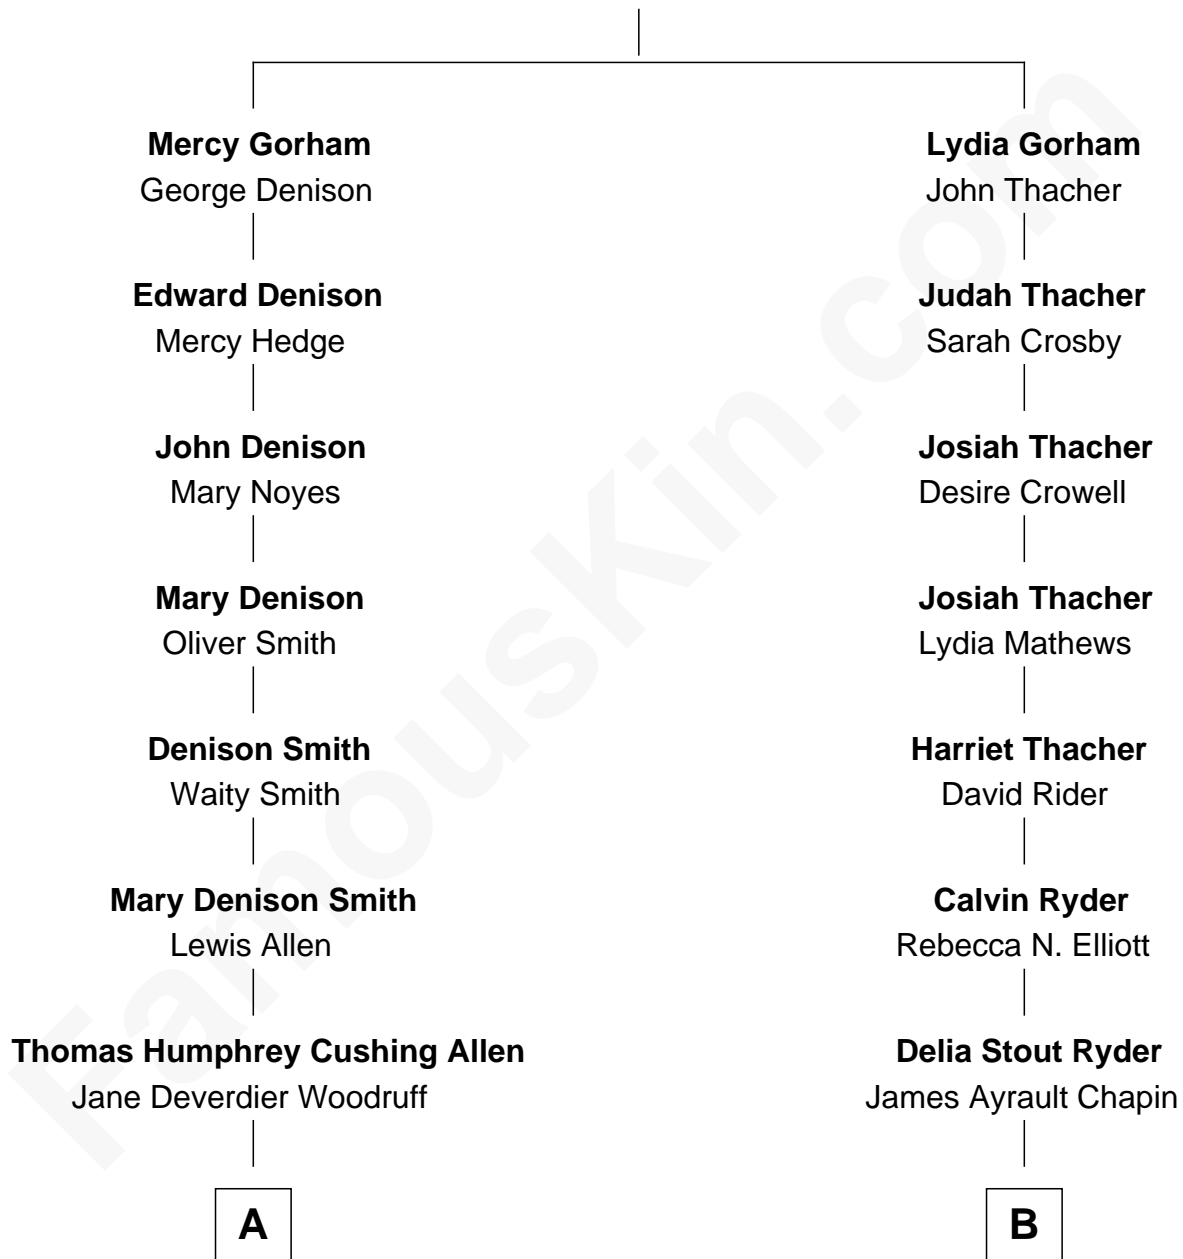 Mercy Gorham
George Denison
Lydia Gorham
John Thacher
Edward Denison
Mercy Hedge
Judah Thacher
Sarah Crosby
John Denison
Mary Noyes
Josiah Thacher
Desire Crowell
Mary Denison
Oliver Smith
Josiah Thacher
Lydia Mathews
Denison Smith
Waity Smith
Harriet Thacher
David Rider
Mary Denison Smith
Lewis Allen
Calvin Ryder
Rebecca N. Elliott
Thomas Humphrey Cushing Allen
Jane Deverdier Woodruff
Delia Stout Ryder
James Ayrault Chapin
A
B
FamousKin.com